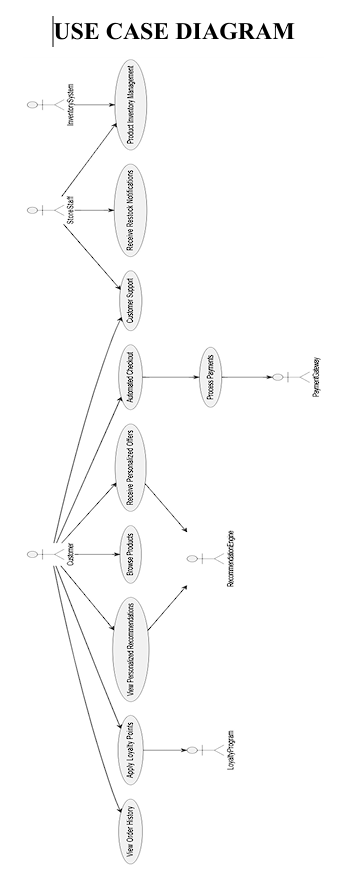 USE CASE DIAGRAM
InventorySystem
Product Inventory Management
StoreStaff
Receive Restock Notifications
Customer Support
Automated Checkout
Process Payments
PaymentGateway
Receive Personalized Offers
Customer
Browse Products
RecommendationEngine
View Personalized Recommendations
Apply Loyalty Points
LoyaltyProgram
View Order History